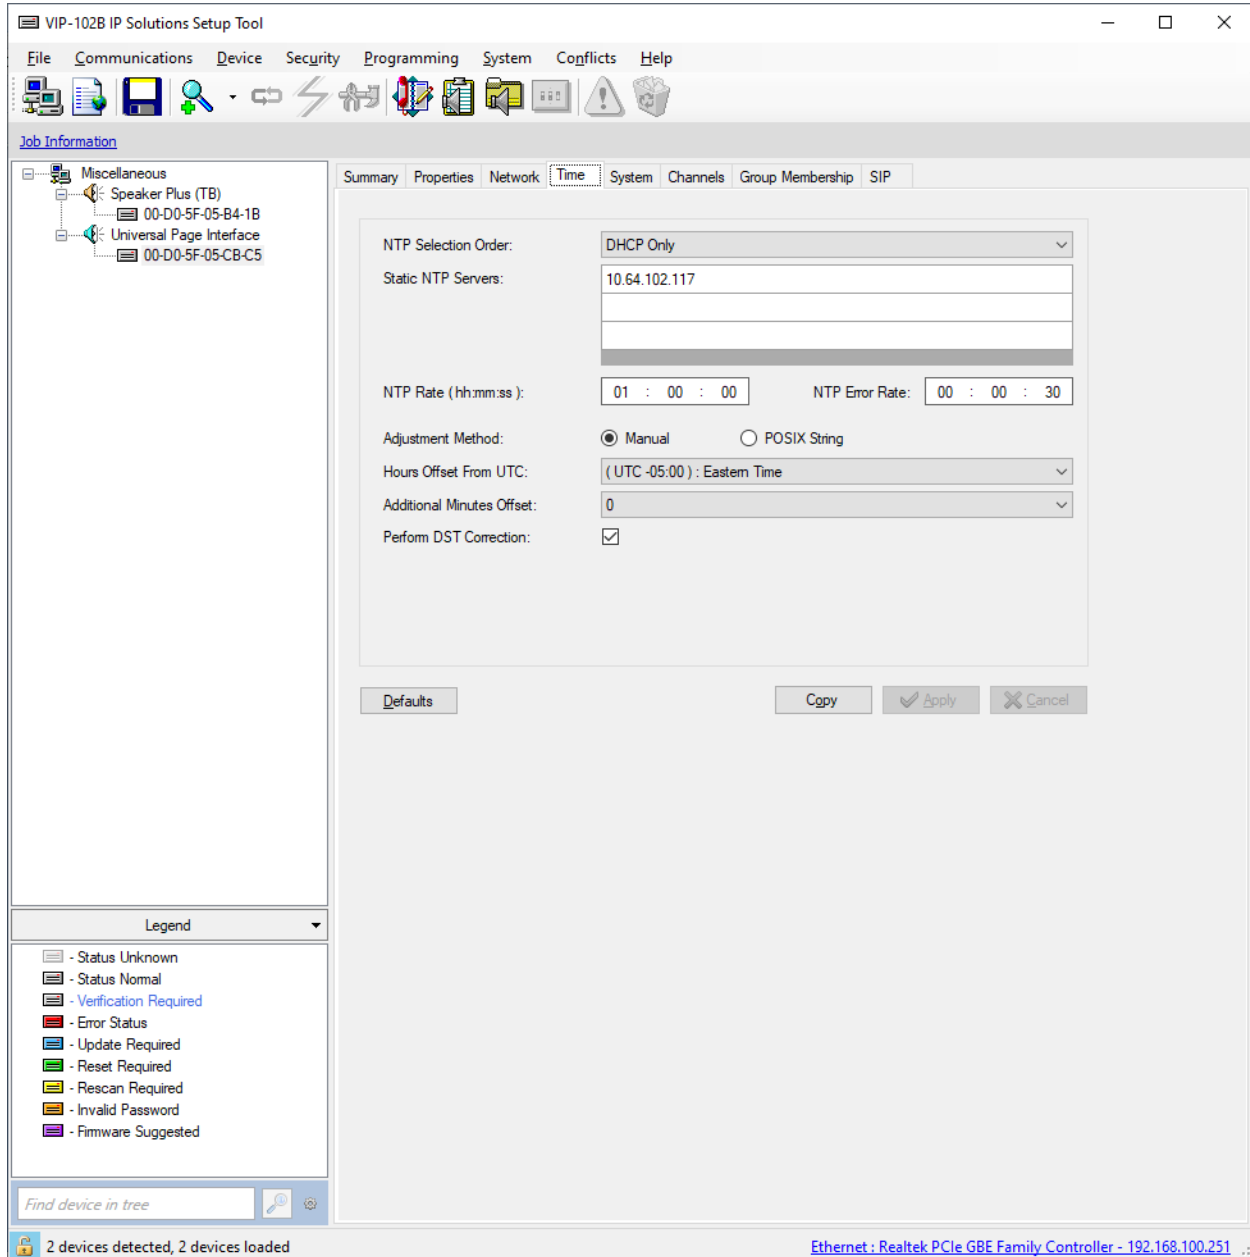 VIP-102B IP Solutions Setup Tool
File Communications Device Security Programming System Conflicts Help
Job Information
Miscellaneous
Speaker Plus (TB)
00-D0-5F-05-B4-1B
Universal Page Interface
00-D0-5F-05-CB-C5
Summary Properties Network Time System Channels Group Membership SIP
NTP Selection Order: DHCP Only
Static NTP Servers: 10.64.102.117
NTP Rate ( hh:mm:ss ): 01 : 00 : 00 NTP Error Rate: 00 : 00 : 30
Adjustment Method: Manual POSIX String
Hours Offset From UTC: ( UTC -05:00 ) : Eastern Time
Additional Minutes Offset: 0
Perform DST Correction:
Defaults Copy Apply Cancel
Legend
- Status Unknown
- Status Normal
- Verification Required
- Error Status
- Update Required
- Reset Required
- Rescan Required
- Invalid Password
- Firmware Suggested
Find device in tree
2 devices detected, 2 devices loaded Ethernet : Realtek PCIe GBE Family Controller - 192.168.100.251